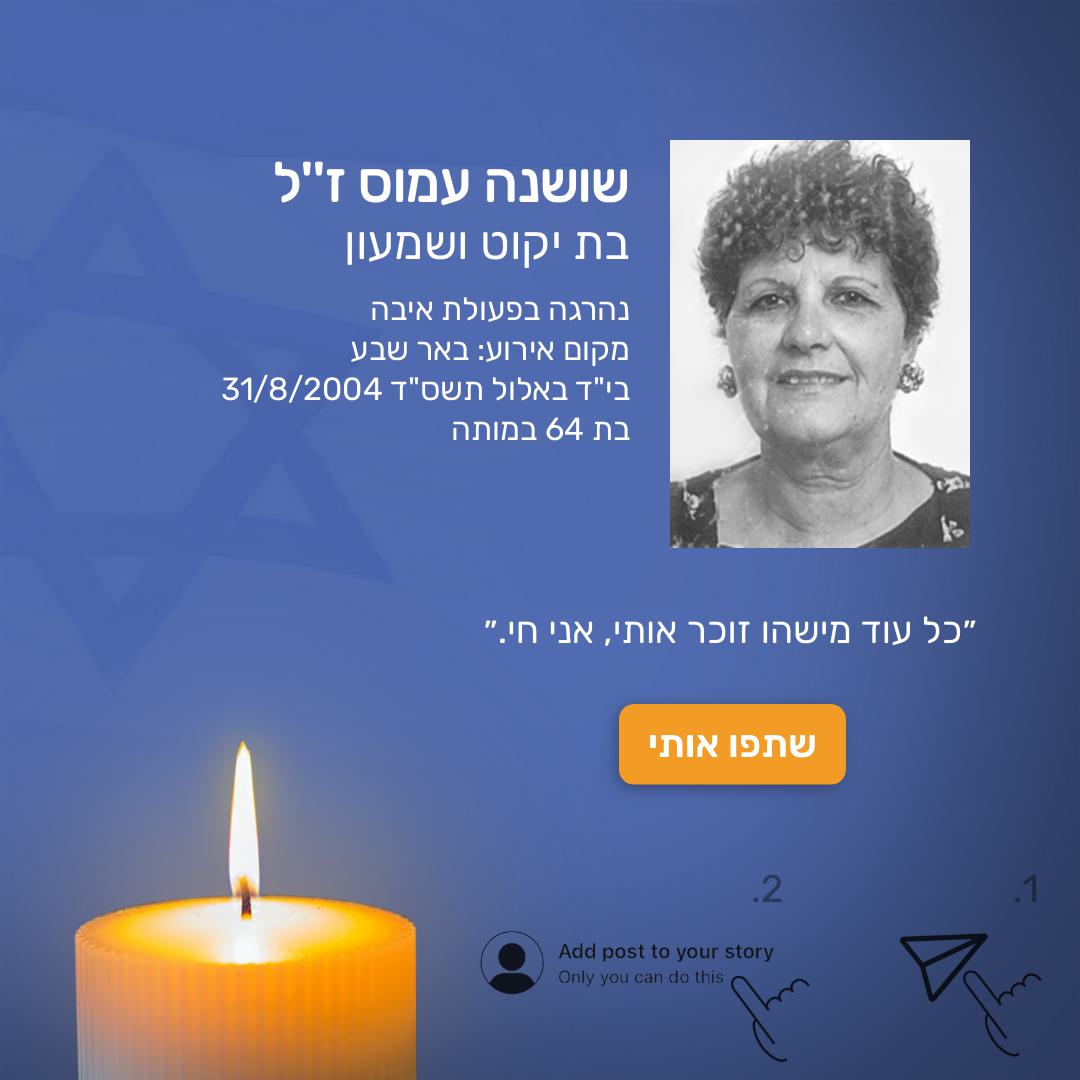 שושנה עמוס ז"ל
בת יקוט ושמעון
נהרגה בפעולת איבה
מקום אירוע: באר שבע
בי"ד באלול תשס"ד 31/8/2004
בת 64 במותה
״כל עוד מישהו זוכר אותי, אני חי.״
שתפו אותי
1.
2.
Add post to your story
Only you can do this